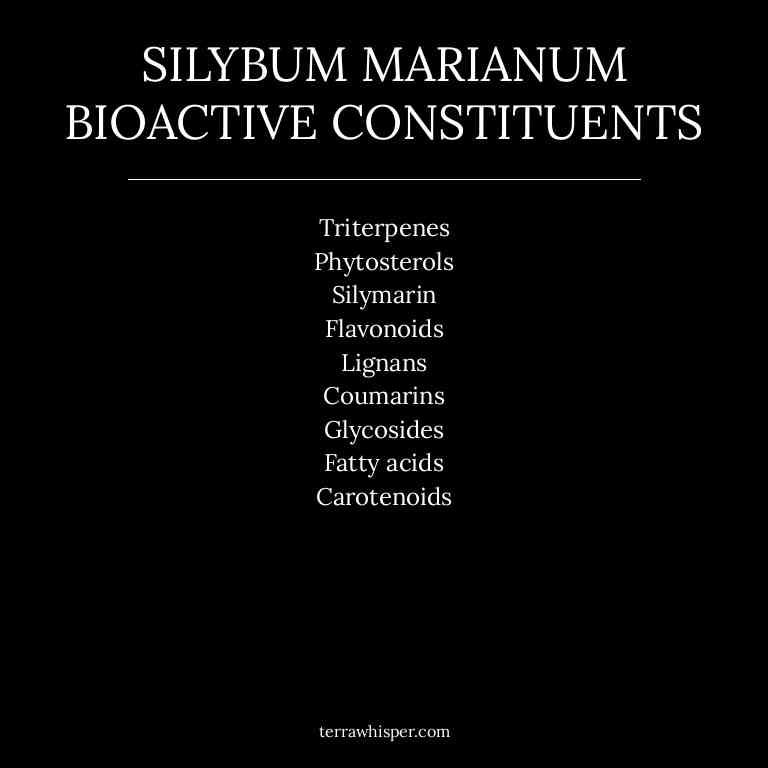 SILYBUM MARIANUM
BIOACTIVE CONSTITUENTS
Triterpenes
Phytosterols
Silymarin
Flavonoids
Lignans
Coumarins
Glycosides
Fatty acids
Carotenoids
terrawhisper.com